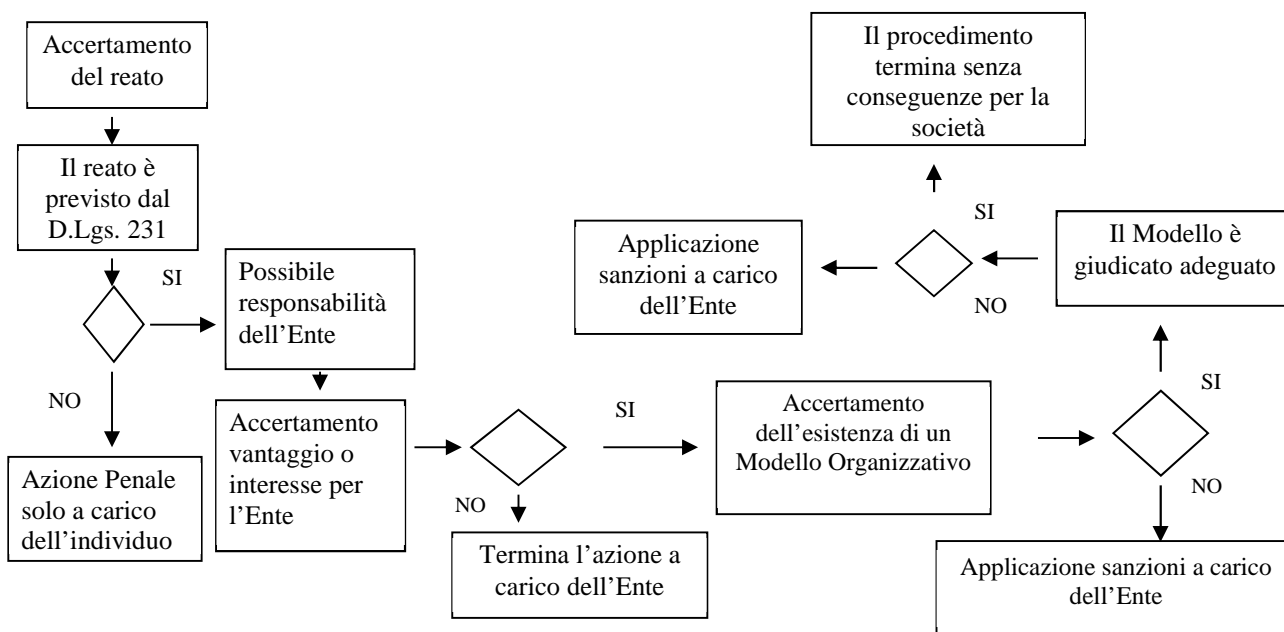 Accertamento
del reato
Il reato è
previsto dal
D.Lgs. 231
SI
NO
Azione Penale
solo a carico
dell’individuo
Possibile
responsabilità
dell’Ente
Accertamento
vantaggio o
interesse per
l’Ente
SI
NO
Termina l’azione a
carico dell’Ente
Accertamento
dell’esistenza di un
Modello Organizzativo
SI
NO
Applicazione sanzioni a carico
dell’Ente
Il Modello è
giudicato adeguato
SI
NO
Applicazione
sanzioni a carico
dell’Ente
Il procedimento
termina senza
conseguenze per la
società